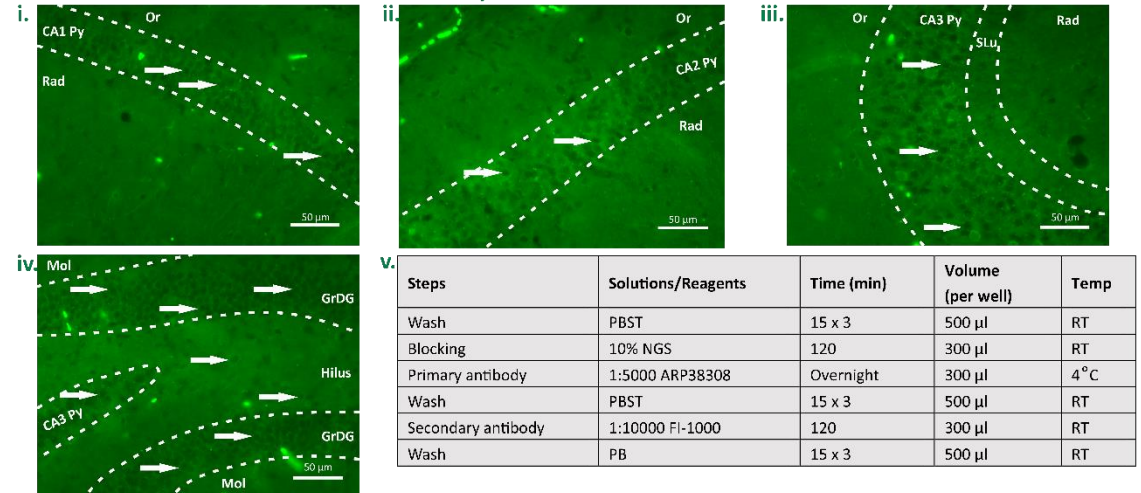 i.
Or
CA1 Py
Rad
50 µm
ii.
Or
CA2 Py
Rad
50 µm
iii.
Or
CA3 Py
SLu
Rad
50 µm
iv.
Mol
GrDG
Hilus
CA3 Py
GrDG
Mol
50 µm
v.
Steps Solutions/Reagents Time (min) Volume (per well) Temp
Wash PBST 15 x 3 500 µl RT
Blocking 10% NGS 120 300 µl RT
Primary antibody 1:5000 ARP38308 Overnight 300 µl 4°C
Wash PBST 15 x 3 500 µl RT
Secondary antibody 1:10000 FI-1000 120 300 µl RT
Wash PB 15 x 3 500 µl RT